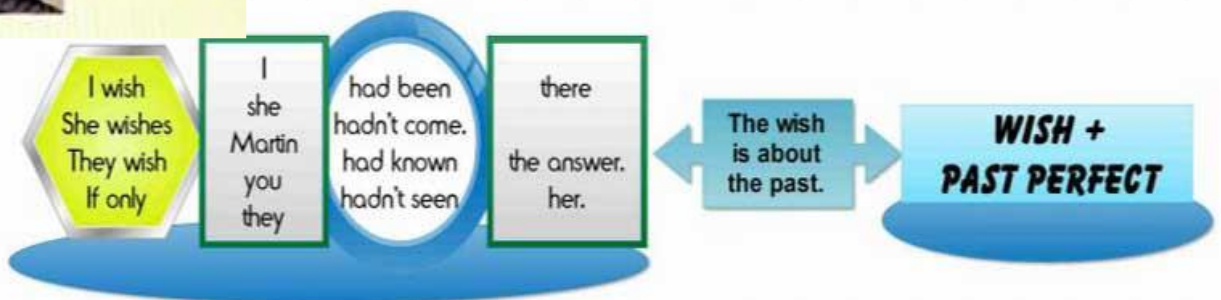 I wish
She wishes
They wish
If only
I
she
Martin
you
they
had been
hadn't come.
had known
hadn't seen
there
the answer.
her.
The wish
is about
the past.
WISH +
PAST PERFECT